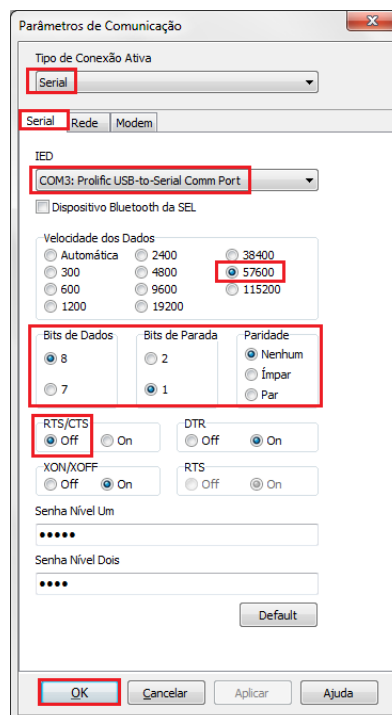 Parâmetros de Comunicação
Tipo de Conexão Ativa
Serial
Serial Rede Modem
IED
COM3: Prolific USB-to-Serial Comm Port
Dispositivo Bluetooth da SEL
Velocidade dos Dados
Automática 2400 38400
300 4800 57600
600 9600 115200
1200 19200
Bits de Dados Bits de Parada Paridade
8 2 Nenhum
Ímpar
7 1 Par
RTS/CTS DTR
Off On Off On
XON/XOFF RTS
Off On Off On
Senha Nível Um
•••••
Senha Nível Dois
••••
Default
OK Cancelar Aplicar Ajuda